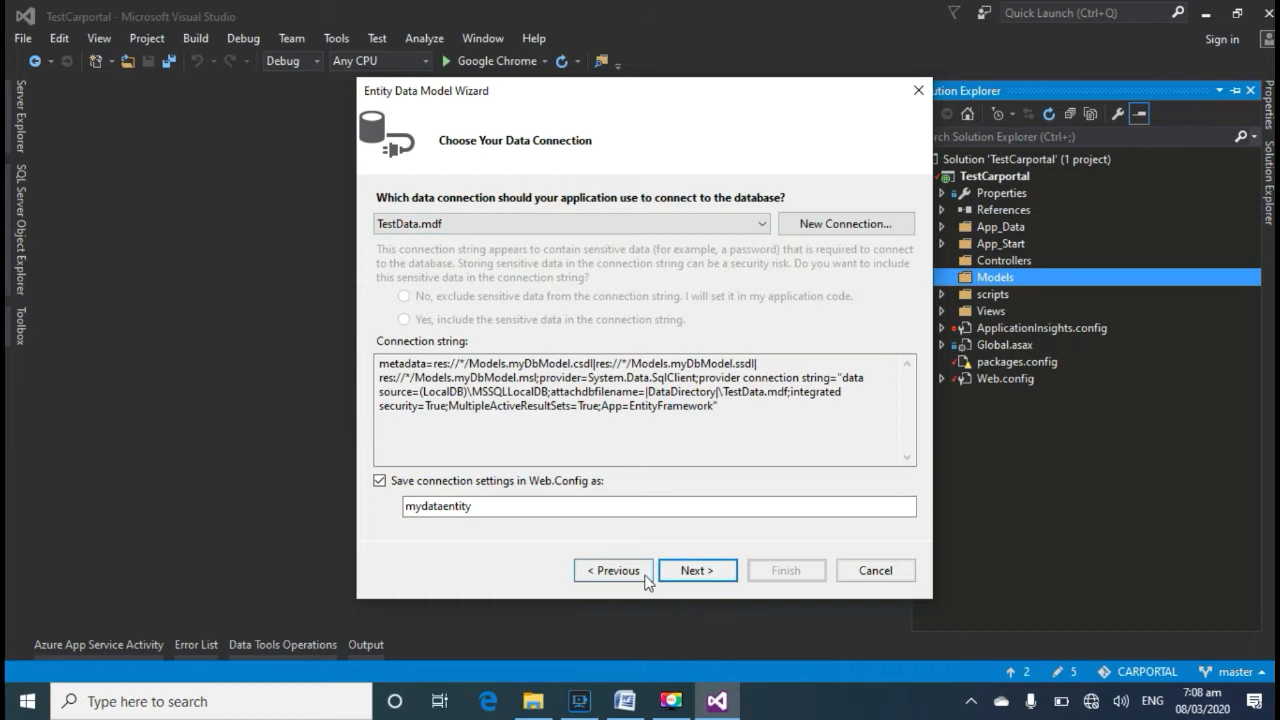 TestCarportal - Microsoft Visual Studio
Quick Launch (Ctrl+Q)
File Edit View Project Build Debug Team Tools Test Analyze Window Help
Sign in
Debug Any CPU Google Chrome
Server Explorer
SQL Server Object Explorer
Toolbox
Entity Data Model Wizard
Choose Your Data Connection
Which data connection should your application use to connect to the database?
TestData.mdf New Connection...
This connection string appears to contain sensitive data (for example, a password) that is required to connect
to the database. Storing sensitive data in the connection string can be a security risk. Do you want to include
this sensitive data in the connection string?
No, exclude sensitive data from the connection string. I will set it in my application code.
Yes, include the sensitive data in the connection string.
Connection string:
metadata=res://*/Models.myDbModel.csdl|res://*/Models.myDbModel.ssdl|
res://*/Models.myDbModel.msl;provider=System.Data.SqlClient;provider connection string="data
source=(LocalDB)\MSSQLLocalDB;attachdbfilename=|DataDirectory|\TestData.mdf;integrated
security=True;MultipleActiveResultSets=True;App=EntityFramework"
Save connection settings in Web.Config as:
mydataentity
< Previous Next > Finish Cancel
ution Explorer
rch Solution Explorer (Ctrl+;)
Solution 'TestCarportal' (1 project)
TestCarportal
Properties
References
App_Data
App_Start
Controllers
Models
scripts
Views
ApplicationInsights.config
Global.asax
packages.config
Web.config
Properties
Solution Explorer
Azure App Service Activity Error List Data Tools Operations Output
2 5 CARPORTAL master
Type here to search
ENG
7:08 am
08/03/2020